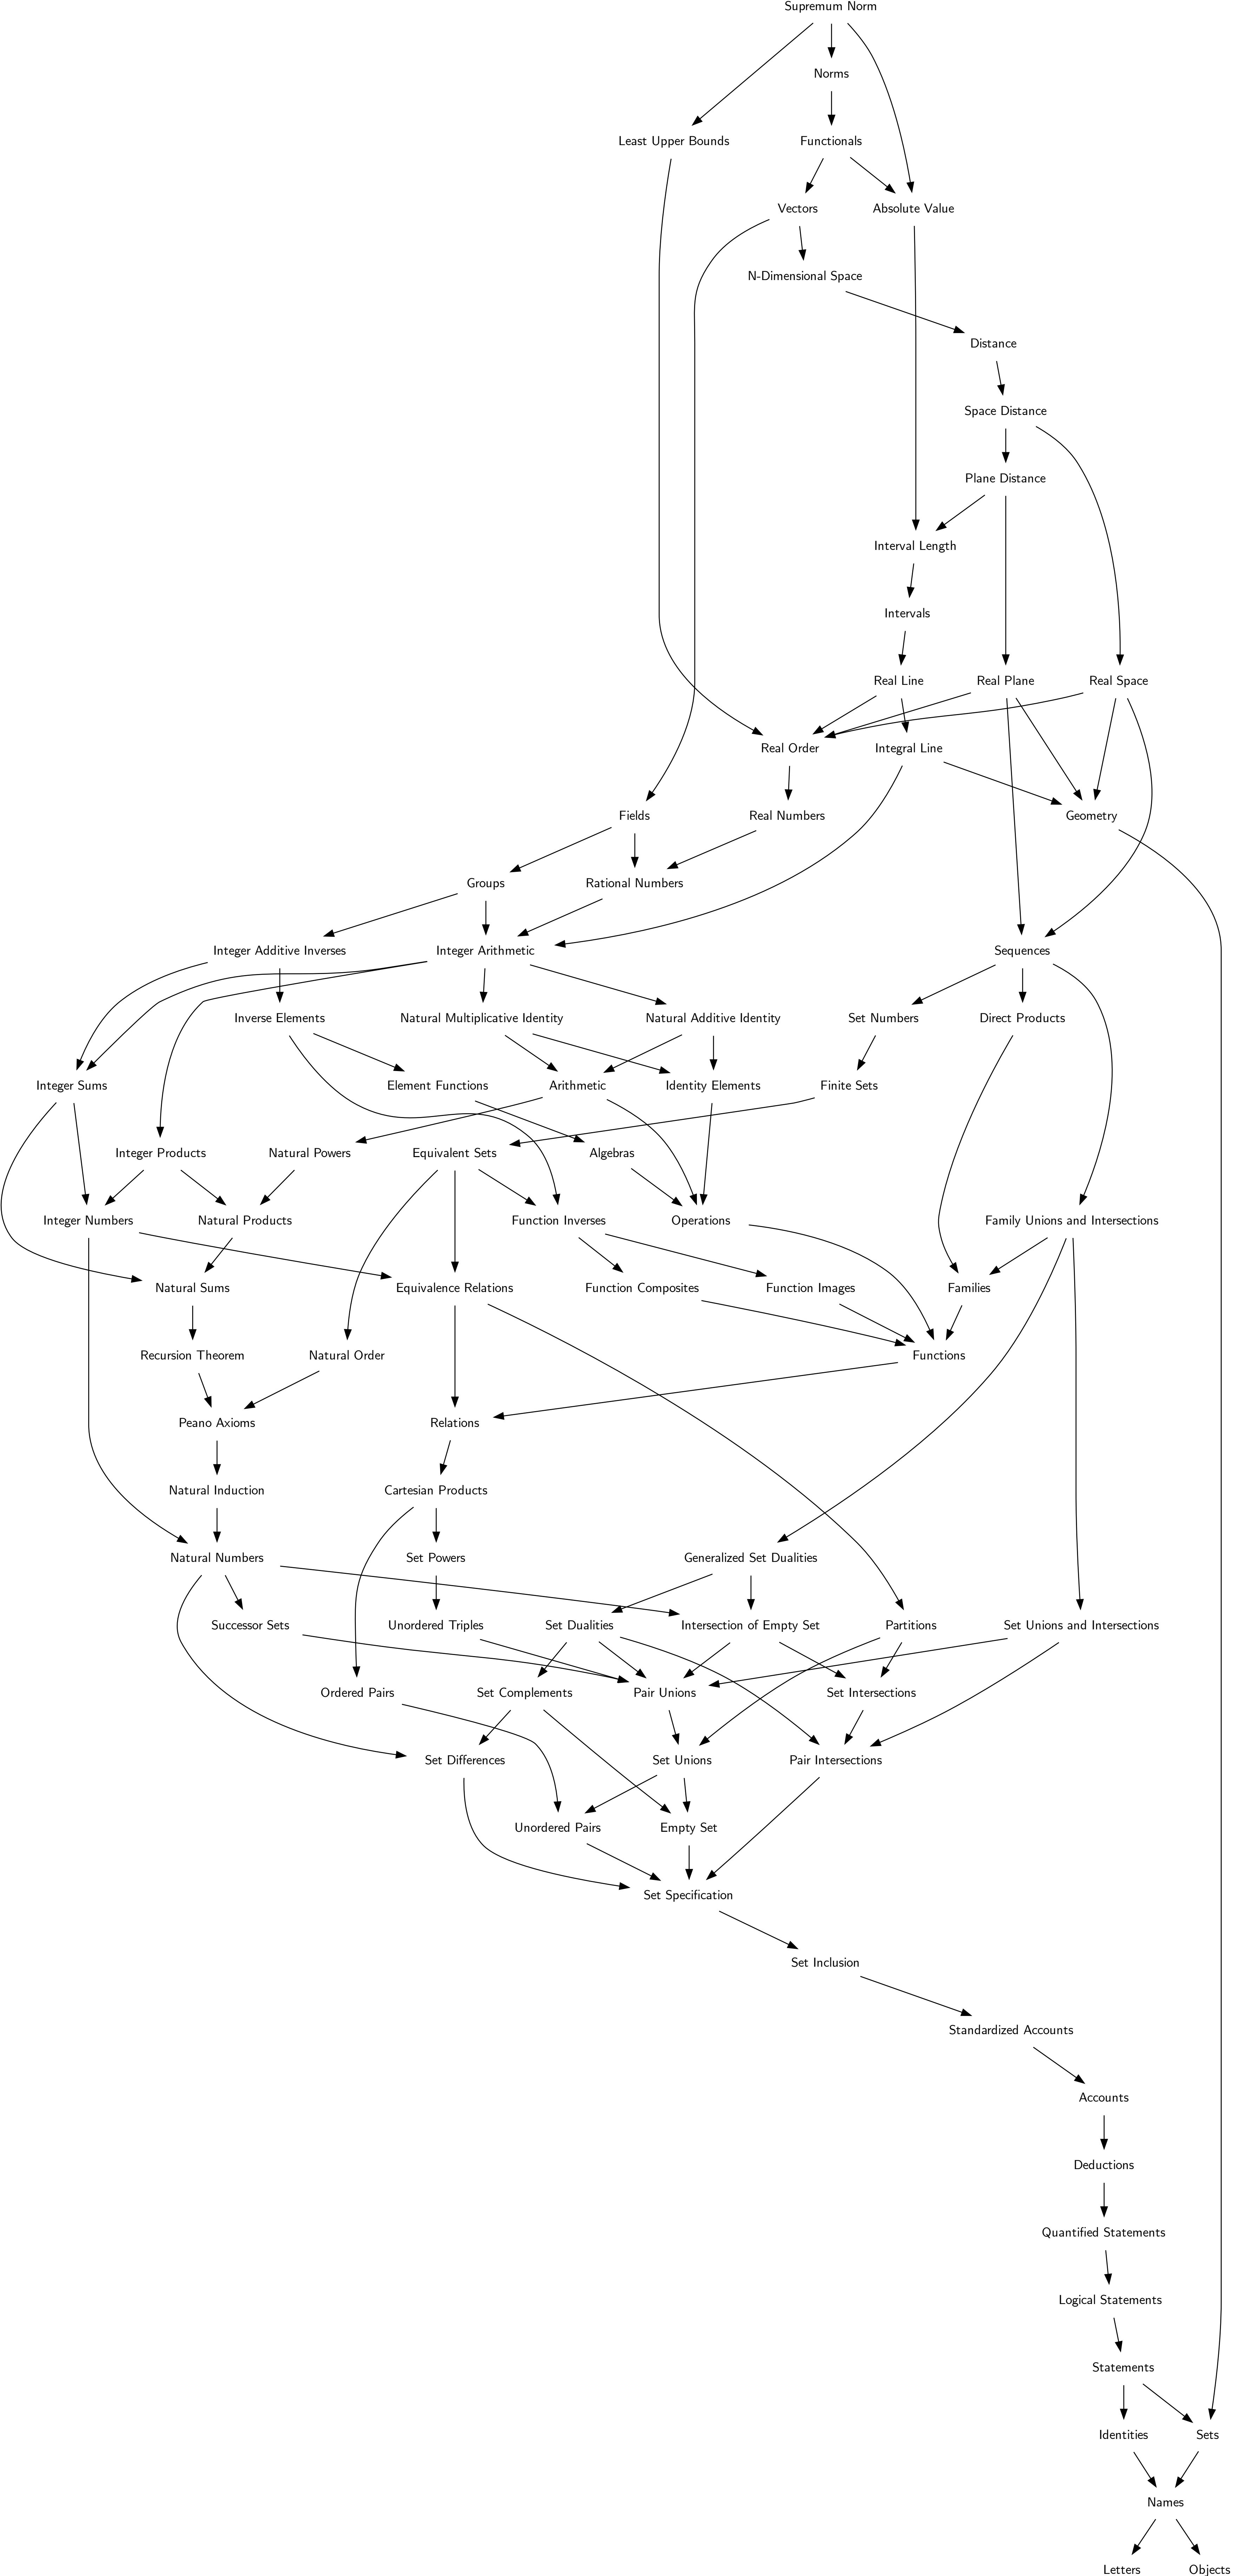 Supremum Norm
Norms
Least Upper Bounds
Functionals
Vectors
Absolute Value
N-Dimensional Space
Distance
Space Distance
Plane Distance
Interval Length
Intervals
Real Line
Real Plane
Real Space
Real Order
Integral Line
Fields
Real Numbers
Geometry
Groups
Rational Numbers
Integer Additive Inverses
Integer Arithmetic
Sequences
Inverse Elements
Natural Multiplicative Identity
Natural Additive Identity
Set Numbers
Direct Products
Integer Sums
Element Functions
Arithmetic
Identity Elements
Finite Sets
Integer Products
Natural Powers
Equivalent Sets
Algebras
Integer Numbers
Natural Products
Function Inverses
Operations
Family Unions and Intersections
Natural Sums
Equivalence Relations
Function Composites
Function Images
Families
Recursion Theorem
Natural Order
Functions
Peano Axioms
Relations
Natural Induction
Cartesian Products
Natural Numbers
Set Powers
Generalized Set Dualities
Successor Sets
Unordered Triples
Set Dualities
Intersection of Empty Set
Partitions
Set Unions and Intersections
Ordered Pairs
Set Complements
Pair Unions
Set Intersections
Set Differences
Set Unions
Pair Intersections
Unordered Pairs
Empty Set
Set Specification
Set Inclusion
Standardized Accounts
Accounts
Deductions
Quantified Statements
Logical Statements
Statements
Identities
Sets
Names
Letters
Objects